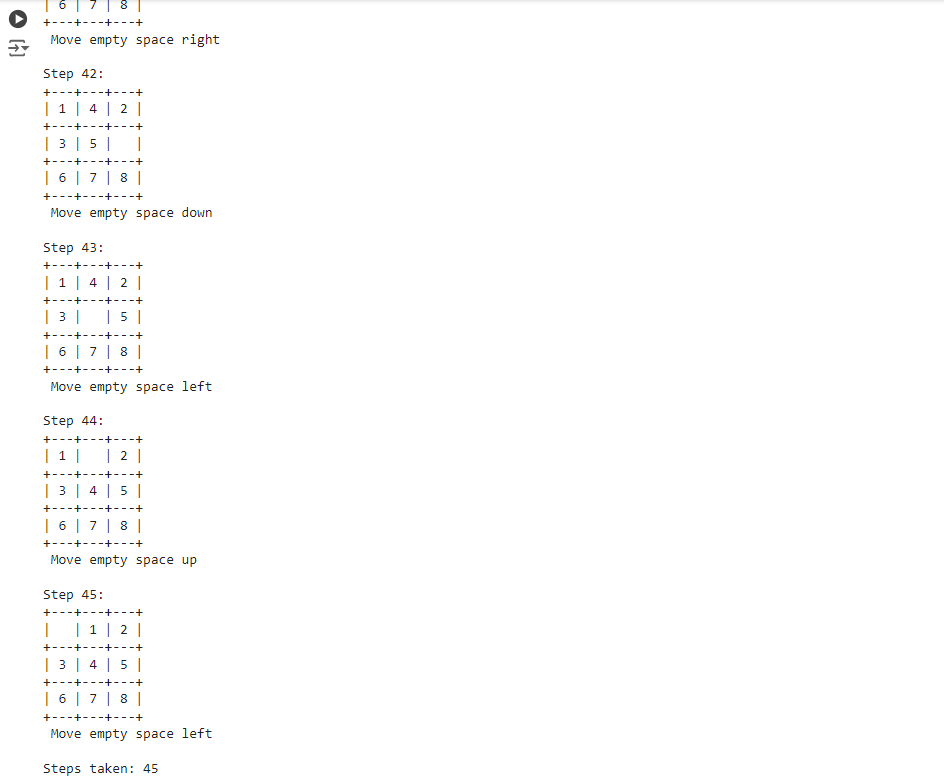 | 6 | 7 | 8 |
+---+---+---+
 Move empty space right

Step 42:
+---+---+---+
| 1 | 4 | 2 |
+---+---+---+
| 3 | 5 |   |
+---+---+---+
| 6 | 7 | 8 |
+---+---+---+
 Move empty space down

Step 43:
+---+---+---+
| 1 | 4 | 2 |
+---+---+---+
| 3 |   | 5 |
+---+---+---+
| 6 | 7 | 8 |
+---+---+---+
 Move empty space left

Step 44:
+---+---+---+
| 1 |   | 2 |
+---+---+---+
| 3 | 4 | 5 |
+---+---+---+
| 6 | 7 | 8 |
+---+---+---+
 Move empty space up

Step 45:
+---+---+---+
|   | 1 | 2 |
+---+---+---+
| 3 | 4 | 5 |
+---+---+---+
| 6 | 7 | 8 |
+---+---+---+
 Move empty space left

Steps taken: 45